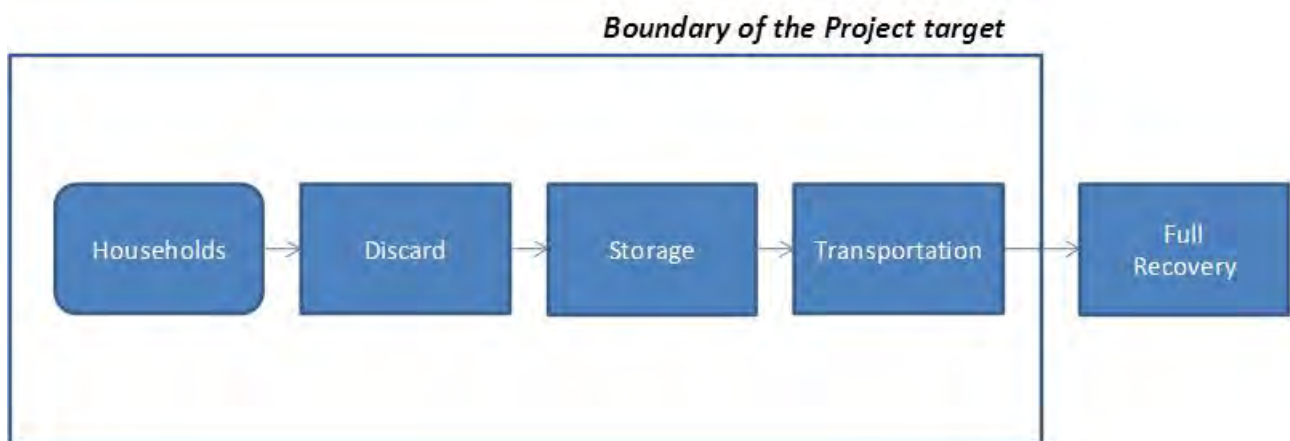 Boundary of the Project target
Households
Discard
Storage
Transportation
Full
Recovery